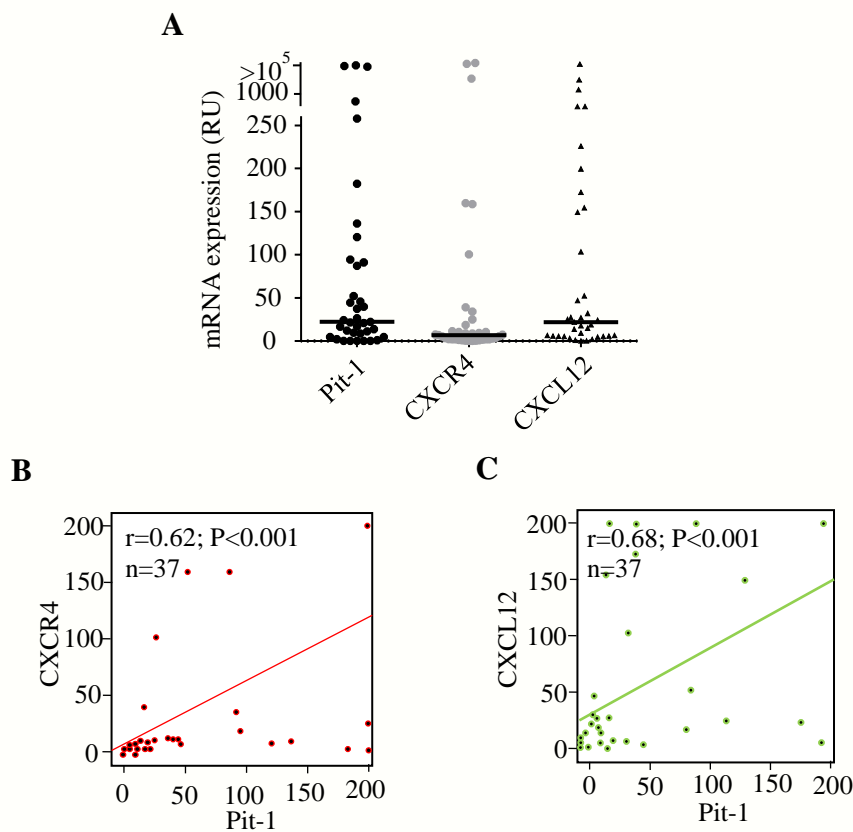 A
mRNA expression (RU)
>10⁵
1000
250
200
150
100
50
0
Pit-1
CXCR4
CXCL12
B
CXCR4
200
150
100
50
0
r=0.62; P<0.001
n=37
0 50 100 150 200
Pit-1
C
CXCL12
200
150
100
50
0
r=0.68; P<0.001
n=37
0 50 100 150 200
Pit-1